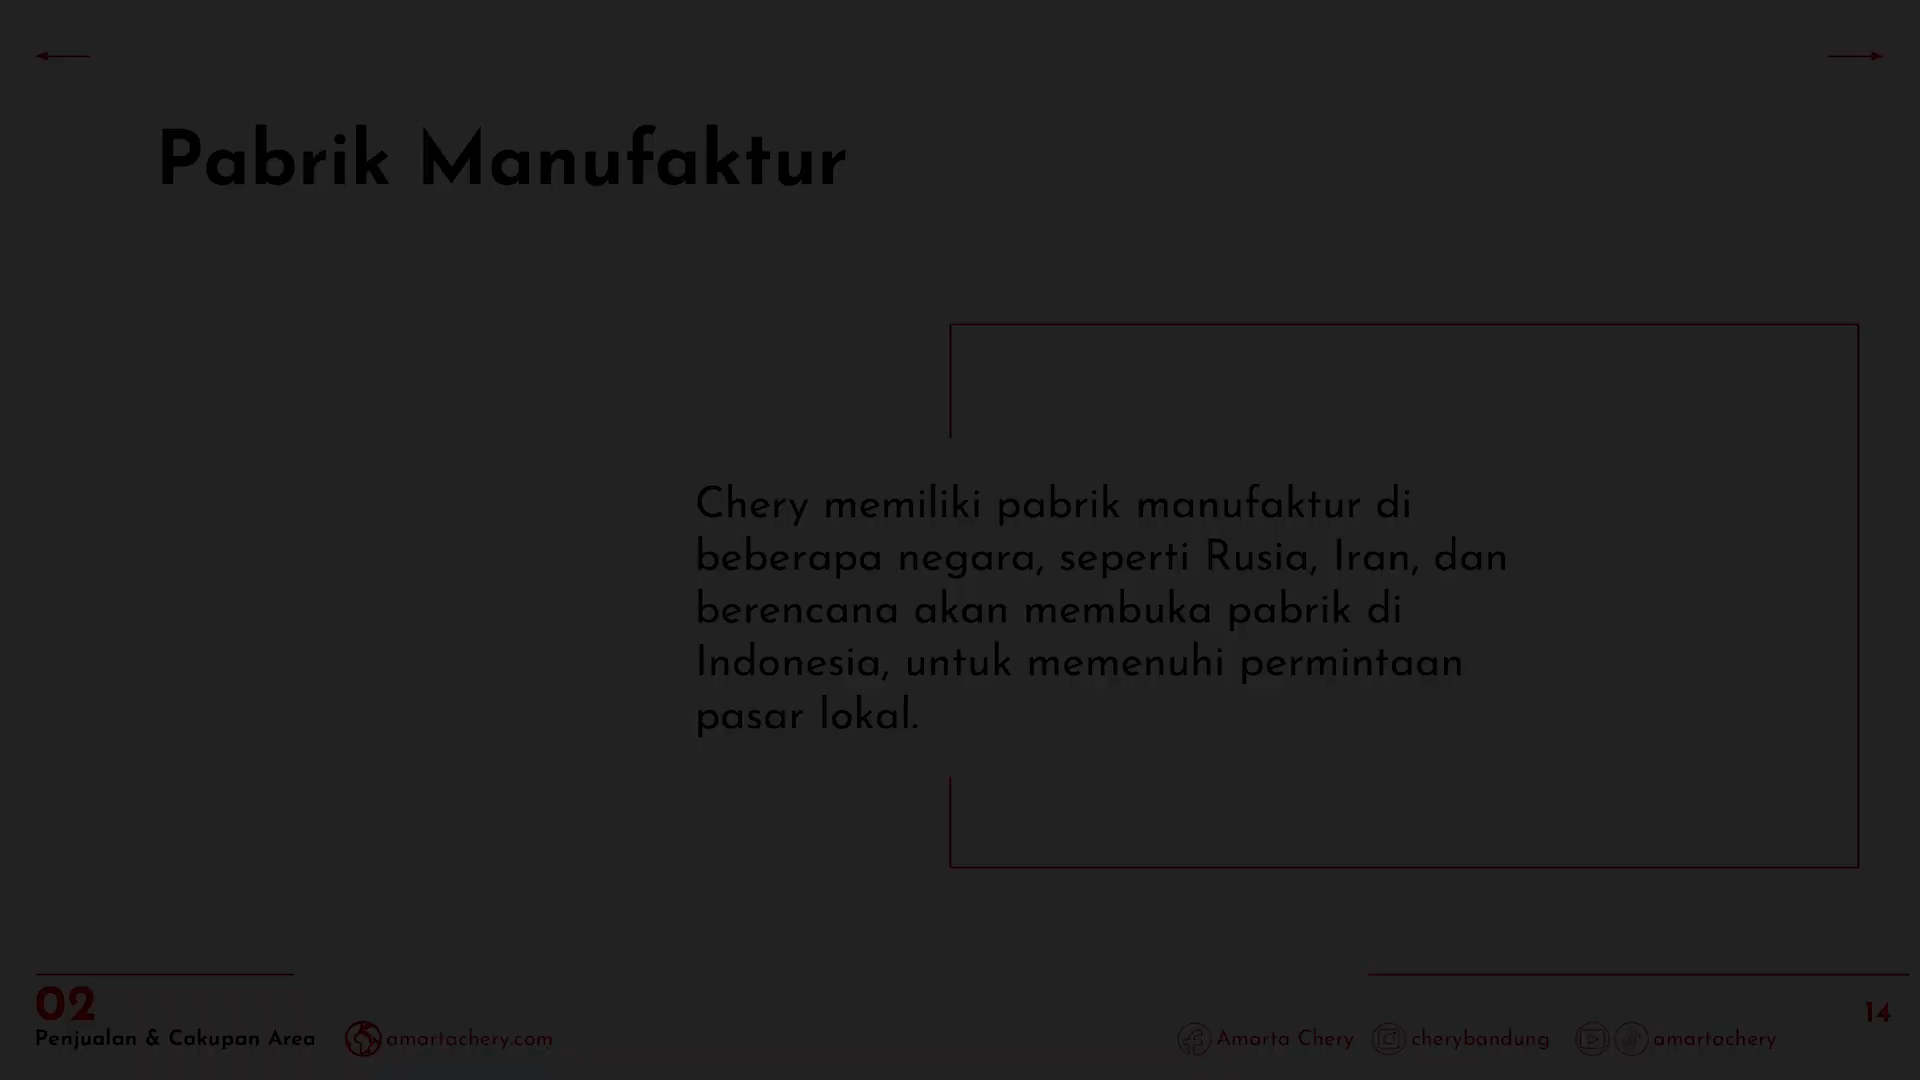 Pabrik Manufaktur
Chery memiliki pabrik manufaktur di
beberapa negara, seperti Rusia, Iran, dan
berencana akan membuka pabrik di
Indonesia, untuk memenuhi permintaan
pasar lokal.
02
Penjualan & Cakupan Area
amartachery.com
Amarta Chery
cherybandung
amartachery
14